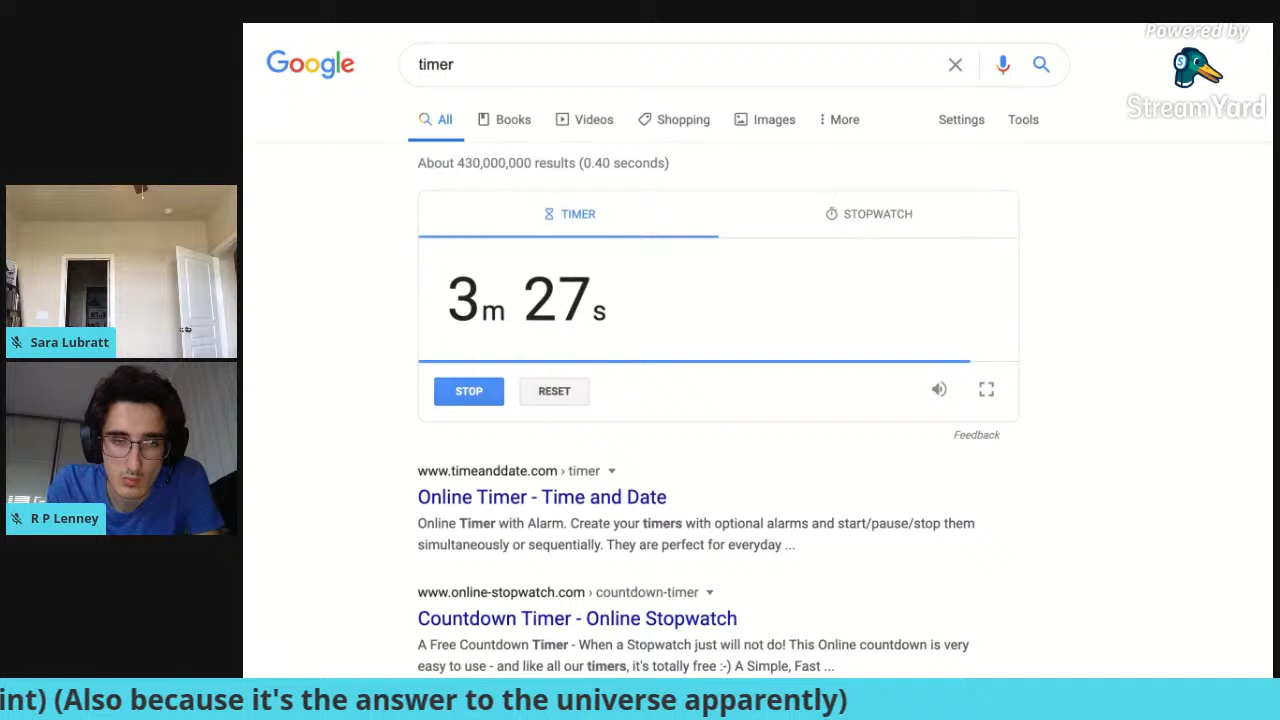 Powered by
StreamYard
Google
timer
All
Books
Videos
Shopping
Images
More
Settings
Tools
About 430,000,000 results (0.40 seconds)
TIMER
STOPWATCH
3m 27s
STOP
RESET
Feedback
www.timeanddate.com › timer
Online Timer - Time and Date
Online Timer with Alarm. Create your timers with optional alarms and start/pause/stop them
simultaneously or sequentially. They are perfect for everyday ...
www.online-stopwatch.com › countdown-timer
Countdown Timer - Online Stopwatch
A Free Countdown Timer - When a Stopwatch just will not do! This Online countdown is very
easy to use - and like all our timers, it's totally free :-) A Simple, Fast ...
Sara Lubratt
R P Lenney
int) (Also because it's the answer to the universe apparently)